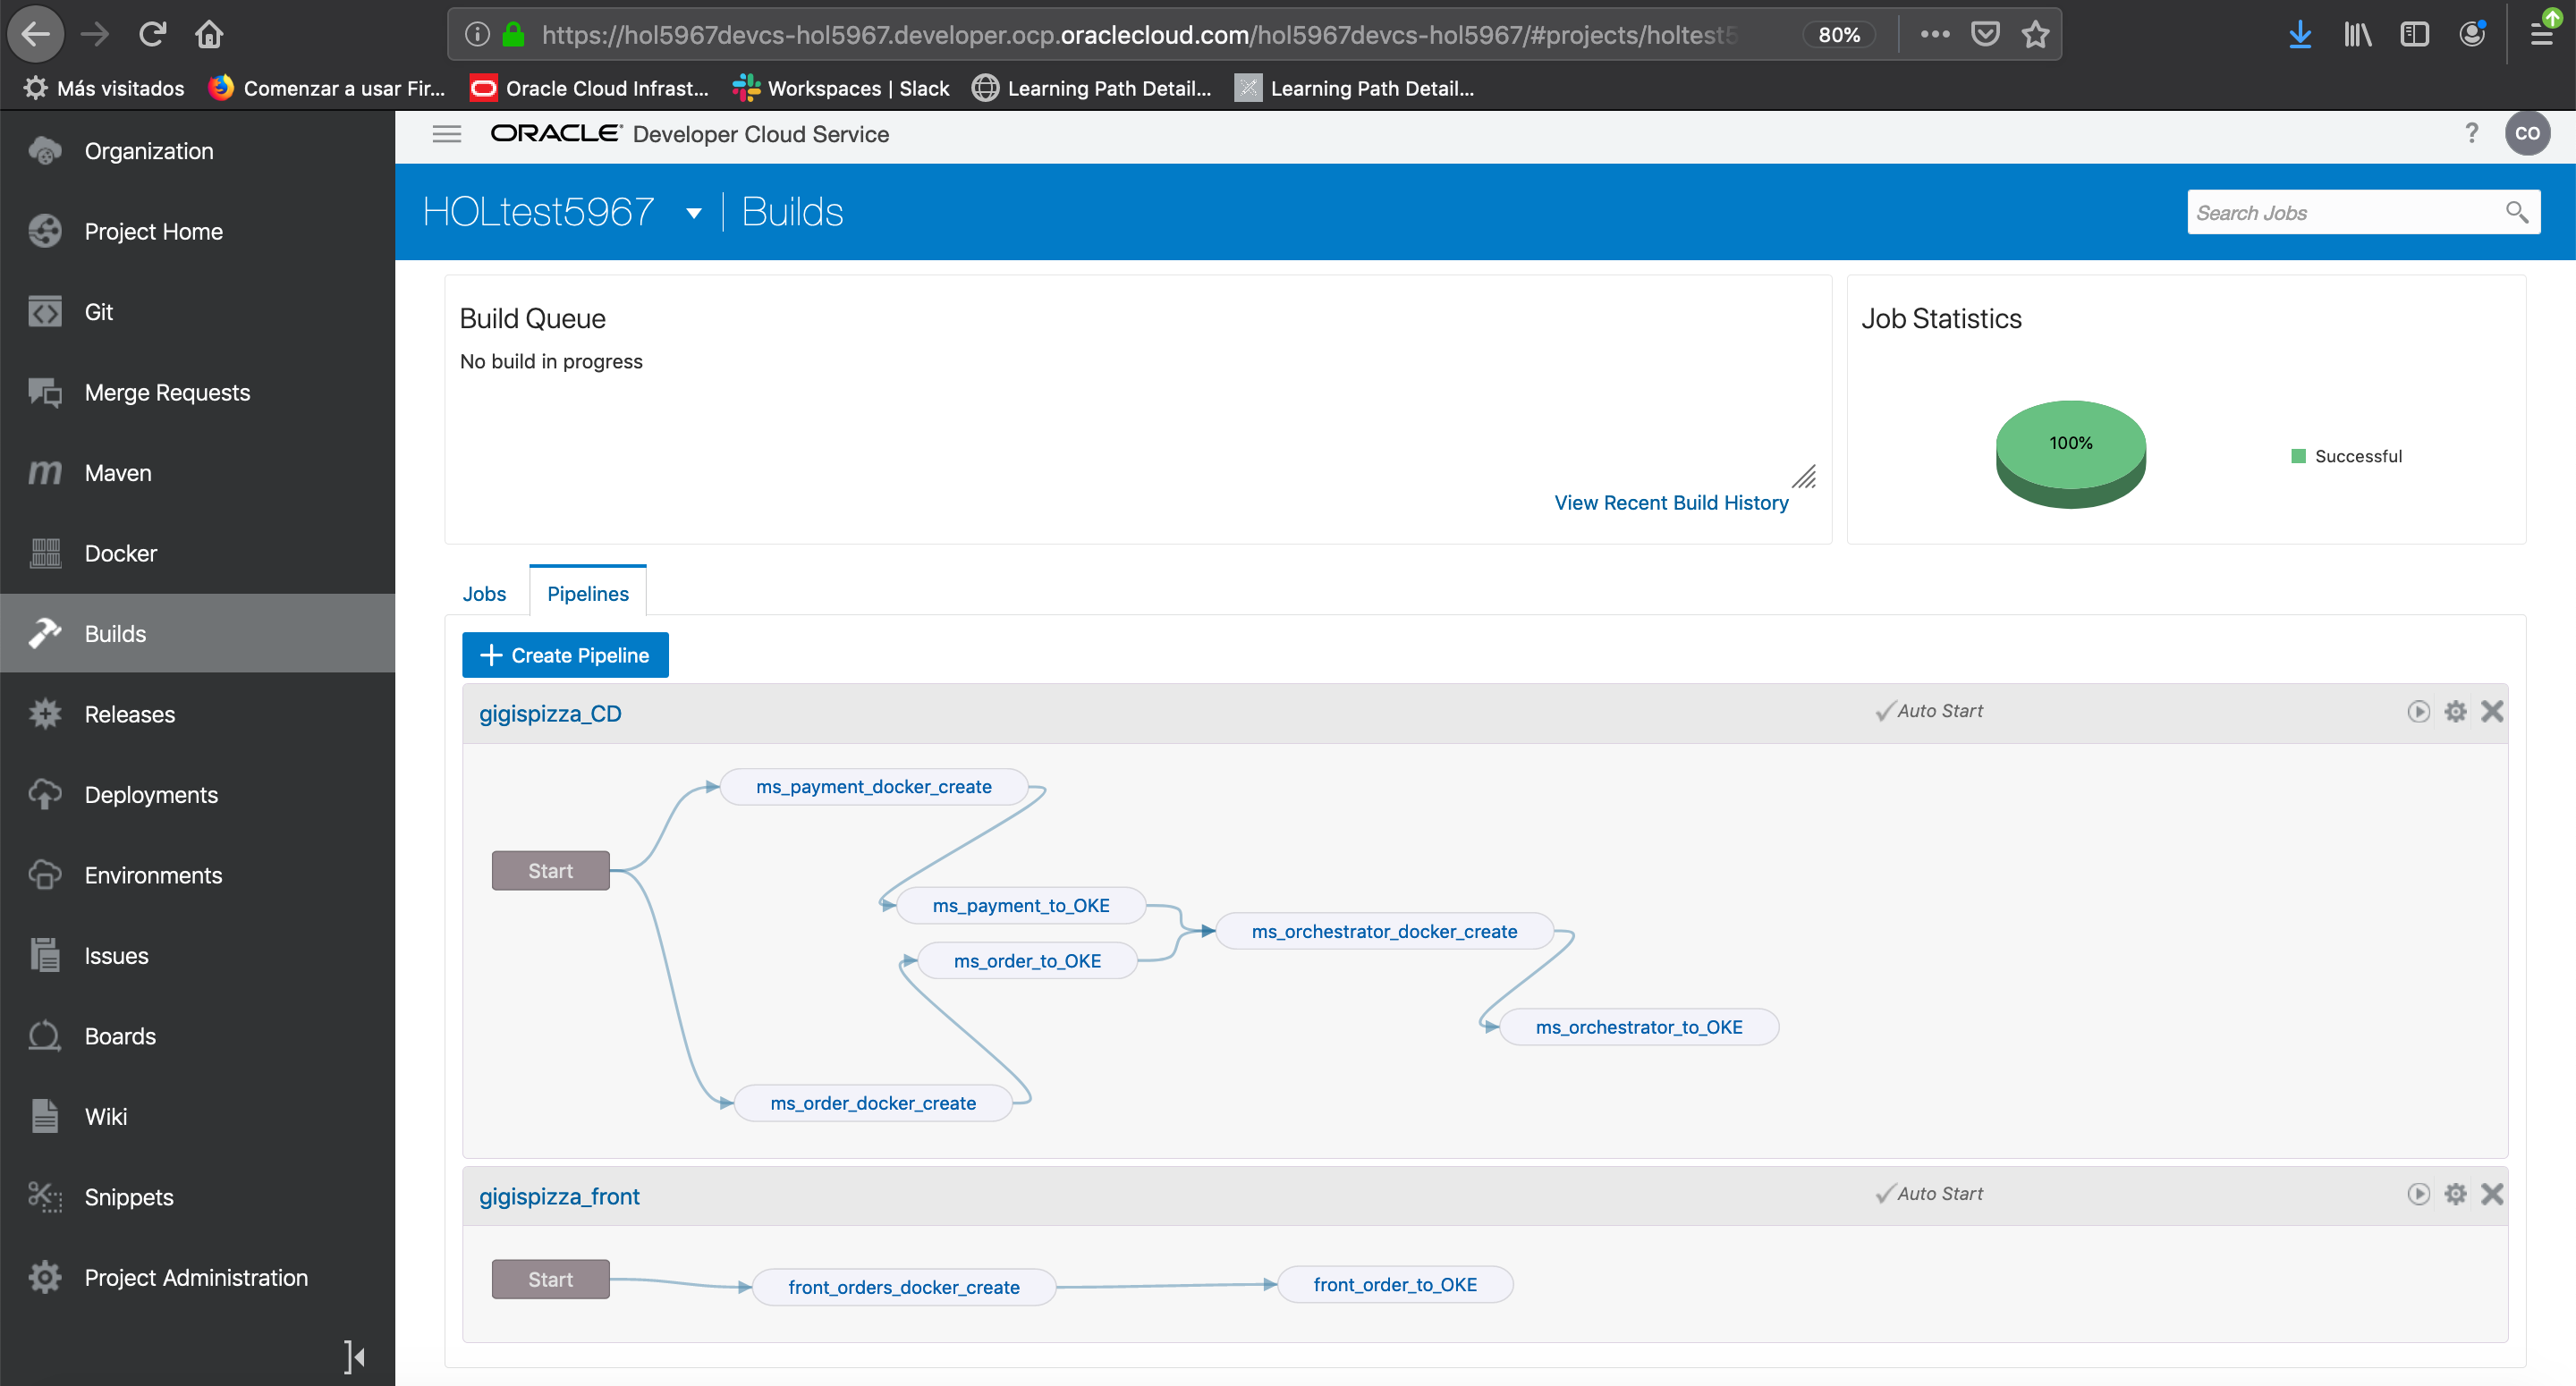 https://hol5967devcs-hol5967.developer.ocp.oraclecloud.com/hol5967devcs-hol5967/#projects/holtest5
80%
Más visitados
Comenzar a usar Fir...
Oracle Cloud Infrast...
Workspaces | Slack
Learning Path Detail...
Learning Path Detail...
Organization
Project Home
Git
Merge Requests
Maven
Docker
Builds
Releases
Deployments
Environments
Issues
Boards
Wiki
Snippets
Project Administration
ORACLE Developer Cloud Service
?
CO
HOLtest5967 | Builds
Search Jobs
Build Queue
No build in progress
View Recent Build History
Job Statistics
100%
Successful
Jobs
Pipelines
+ Create Pipeline
gigispizza_CD
Auto Start
Start
ms_payment_docker_create
ms_payment_to_OKE
ms_order_to_OKE
ms_orchestrator_docker_create
ms_orchestrator_to_OKE
ms_order_docker_create
gigispizza_front
Auto Start
Start
front_orders_docker_create
front_order_to_OKE